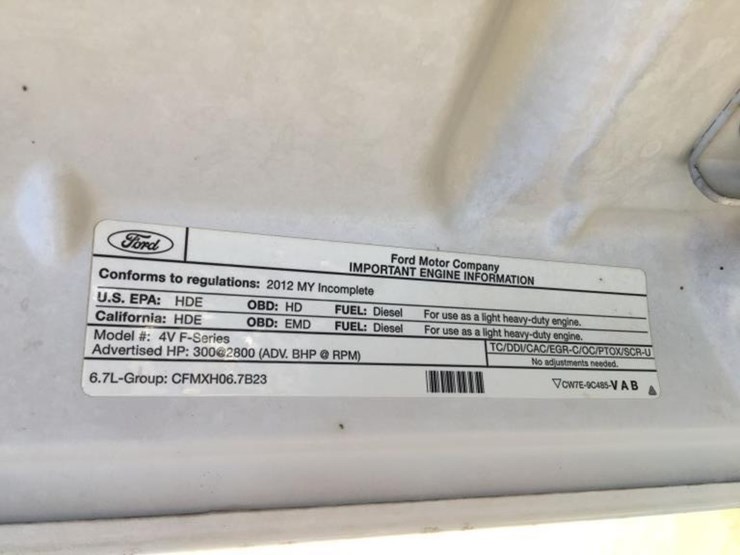 Ford
Ford Motor Company
IMPORTANT ENGINE INFORMATION
Conforms to regulations: 2012 MY Incomplete
U.S. EPA: HDE OBD: HD FUEL: Diesel For use as a light heavy-duty engine.
California: HDE OBD: EMD FUEL: Diesel For use as a light heavy-duty engine.
Model #: 4V F-Series
TC/DDI/CAC/EGR-C/OC/PTOX/SCR-U
Advertised HP: 300@2800 (ADV. BHP @ RPM)
No adjustments needed.
6.7L-Group: CFMXH06.7B23
CW7E-9C485-VAB